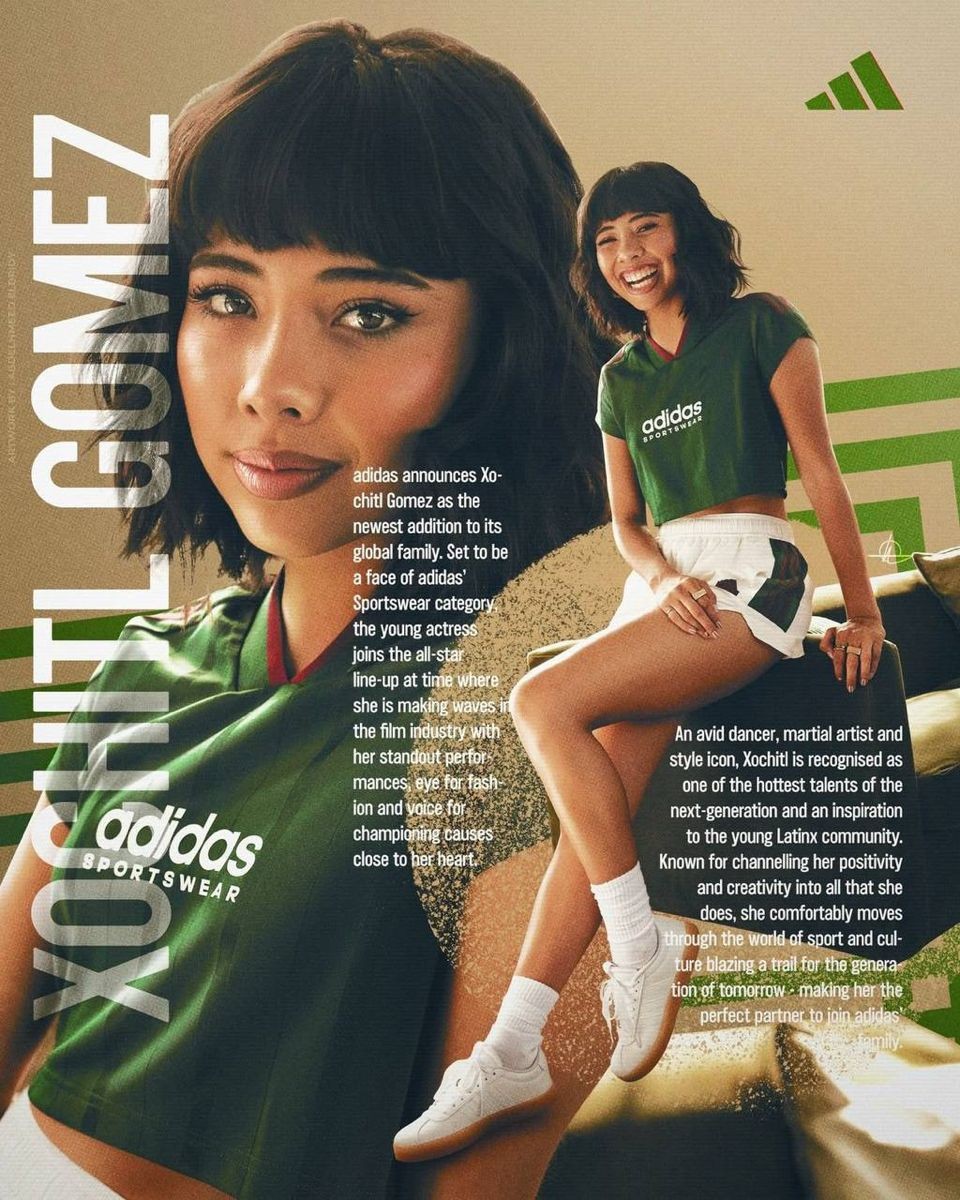 XOCHITL GOMEZ
adidas announces Xo-
chitl Gomez as the
newest addition to its
global family. Set to be
a face of adidas'
Sportswear category,
the young actress
joins the all-star
line-up at time where
she is making waves in
the film industry with
her standout perfor-
mances, eye for fash-
ion and voice for
championing causes
close to her heart.
adidas
SPORTSWEAR
adidas
SPORTSWEAR
An avid dancer, martial artist and
style icon, Xochitl is recognised as
one of the hottest talents of the
next-generation and an inspiration
to the young Latinx community.
Known for channelling her positivity
and creativity into all that she
does, she comfortably moves
through the world of sport and cul-
ture blazing a trail for the genera-
tion of tomorrow - making her the
perfect partner to join adidas'
family.